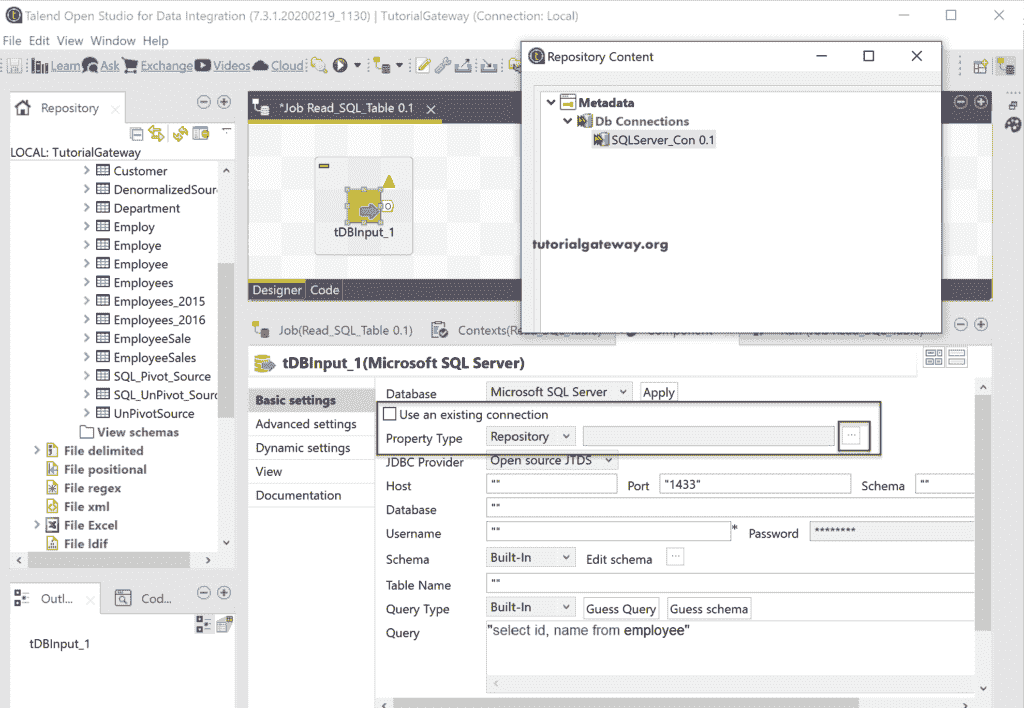 Talend Open Studio for Data Integration (7.3.1.20200219_1130) | TutorialGateway (Connection: Local)
File Edit View Window Help
Learn Ask Exchange Videos Cloud
Repository
LOCAL: TutorialGateway
Customer
DenormalizedSour
Department
Employ
Employe
Employee
Employees
Employees_2015
Employees_2016
EmployeeSale
EmployeeSales
SQL_Pivot_Source
SQL_UnPivot_Sourc
UnPivotSource
View schemas
File delimited
File positional
File regex
File xml
File Excel
File ldif
Outl...
Cod...
tDBInput_1
*Job Read_SQL_Table 0.1
tDBInput_1
Designer Code
Repository Content
Metadata
Db Connections
SQLServer_Con 0.1
tutorialgateway.org
Job(Read_SQL_Table 0.1) Contexts(
tDBInput_1(Microsoft SQL Server)
Basic settings
Advanced settings
Dynamic settings
View
Documentation
Database Microsoft SQL Server Apply
Use an existing connection
Property Type Repository ...
JDBC Provider Open source JTDS
Host "" Port "1433" Schema ""
Database ""
Username "" * Password ********
Schema Built-In Edit schema ...
Table Name ""
Query Type Built-In Guess Query Guess schema
Query "select id, name from employee"